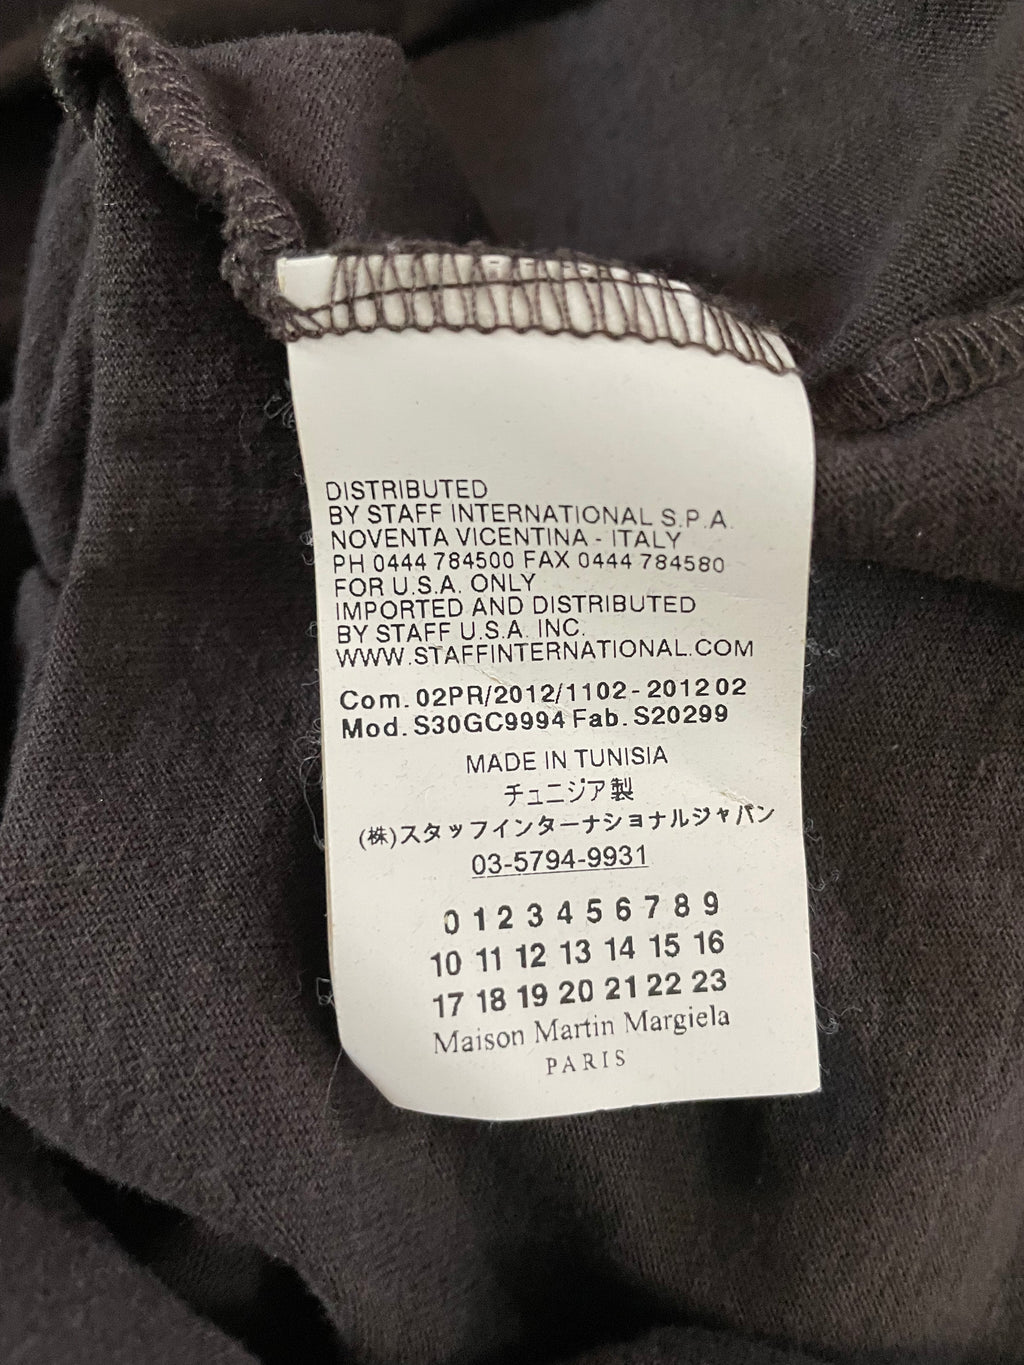 DISTRIBUTED
BY STAFF INTERNATIONAL S.P.A.
NOVENTA VICENTINA - ITALY
PH 0444 784500 FAX 0444 784580
FOR U.S.A. ONLY
IMPORTED AND DISTRIBUTED
BY STAFF U.S.A. INC.
WWW.STAFFINTERNATIONAL.COM
Com. 02PR/2012/1102 - 2012 02
Mod. S30GC9994 Fab. S20299
MADE IN TUNISIA
チュニジア製
(株)スタッフインターナショナルジャパン
03-5794-9931
0 1 2 3 4 5 6 7 8 9
10 11 12 13 14 15 16
17 18 19 20 21 22 23
Maison Martin Margiela
PARIS